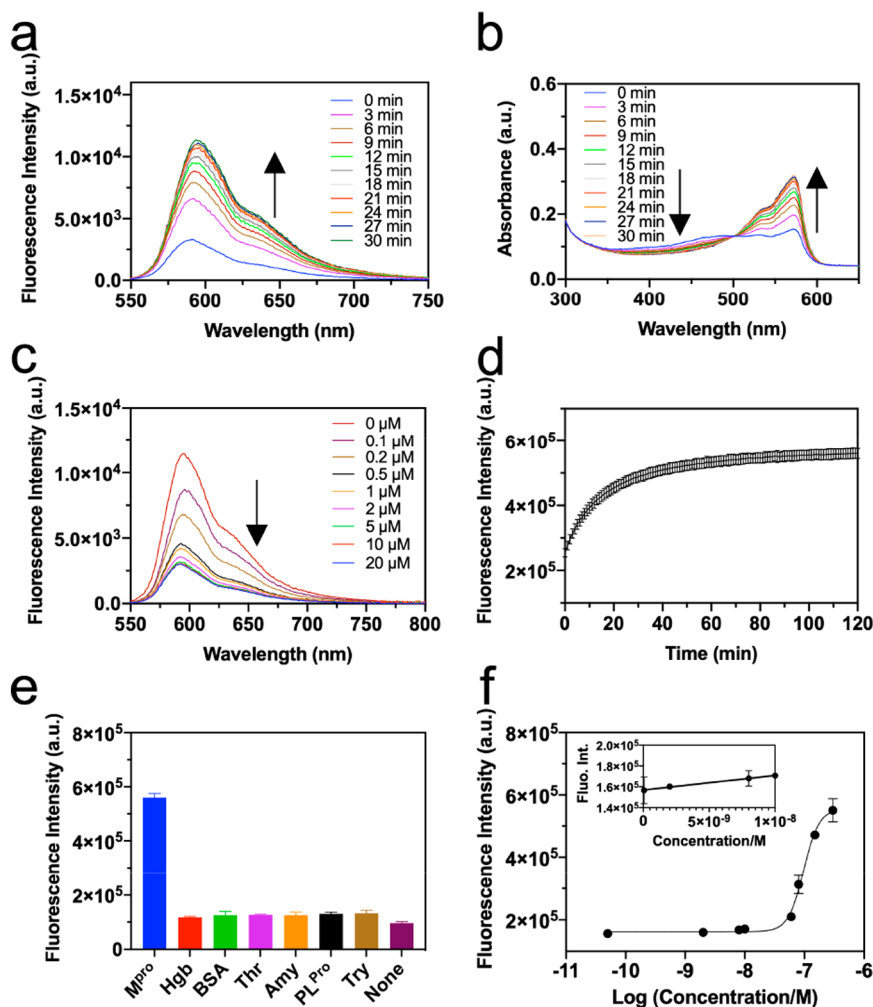 a
Fluorescence Intensity (a.u.)
1.5×10⁴
1.0×10⁴
5.0×10³
0.0
550 600 650 700 750
Wavelength (nm)
0 min
3 min
6 min
9 min
12 min
15 min
18 min
21 min
24 min
27 min
30 min
b
Absorbance (a.u.)
0.6
0.4
0.2
0.0
300 400 500 600
Wavelength (nm)
0 min
3 min
6 min
9 min
12 min
15 min
18 min
21 min
24 min
27 min
30 min
c
Fluorescence Intensity (a.u.)
1.5×10⁴
1.0×10⁴
5.0×10³
0.0
550 600 650 700 750 800
Wavelength (nm)
0 µM
0.1 µM
0.2 µM
0.5 µM
1 µM
2 µM
5 µM
10 µM
20 µM
d
Fluorescence Intensity (a.u.)
6×10⁵
4×10⁵
2×10⁵
0 20 40 60 80 100 120
Time (min)
e
Fluorescence Intensity (a.u.)
8×10⁵
6×10⁵
4×10⁵
2×10⁵
0
Mᵖʳᵒ Hgb BSA Thr Amy PLᴾʳᵒ Try None
f
Fluorescence Intensity (a.u.)
8×10⁵
6×10⁵
4×10⁵
2×10⁵
-11 -10 -9 -8 -7 -6
Log (Concentration/M)
Fluo. Int.
2.0×10⁵
1.8×10⁵
1.6×10⁵
1.4×10⁵
0 5×10⁻⁹ 1×10⁻⁸
Concentration/M